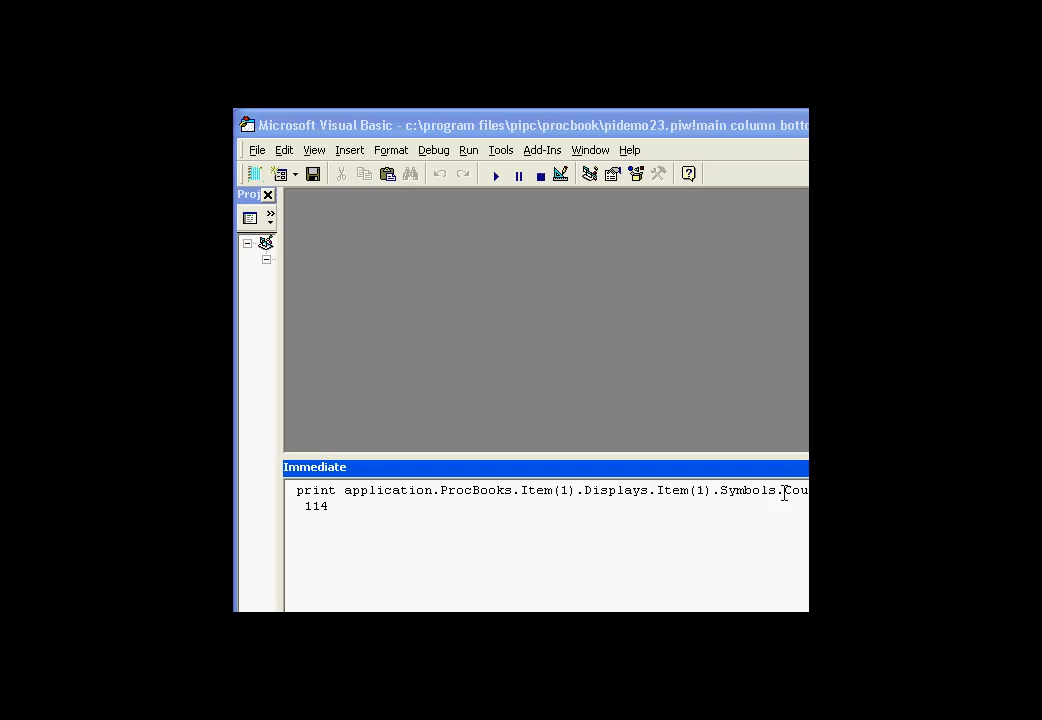 Microsoft Visual Basic - c:\program files\pipc\procbook\pidemo23.piw!main column botto
File Edit View Insert Format Debug Run Tools Add-Ins Window Help
Proj
Immediate
print application.ProcBooks.Item(1).Displays.Item(1).Symbols.Cou
114